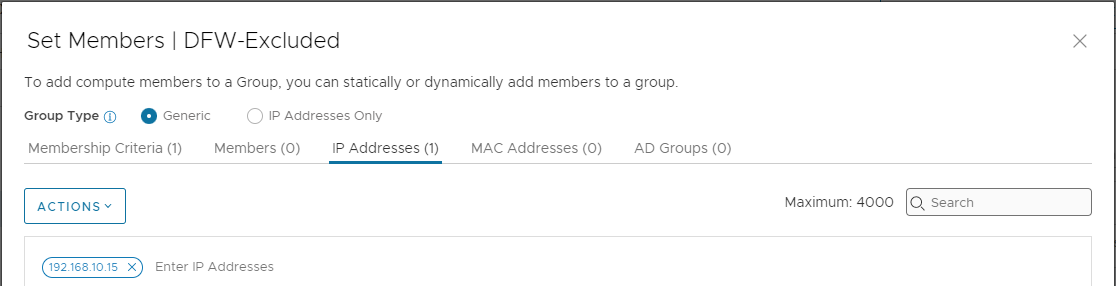 Set Members | DFW-Excluded
To add compute members to a Group, you can statically or dynamically add members to a group.
Group Type Generic IP Addresses Only
Membership Criteria (1) Members (0) IP Addresses (1) MAC Addresses (0) AD Groups (0)
ACTIONS Maximum: 4000 Search
192.168.10.15 Enter IP Addresses